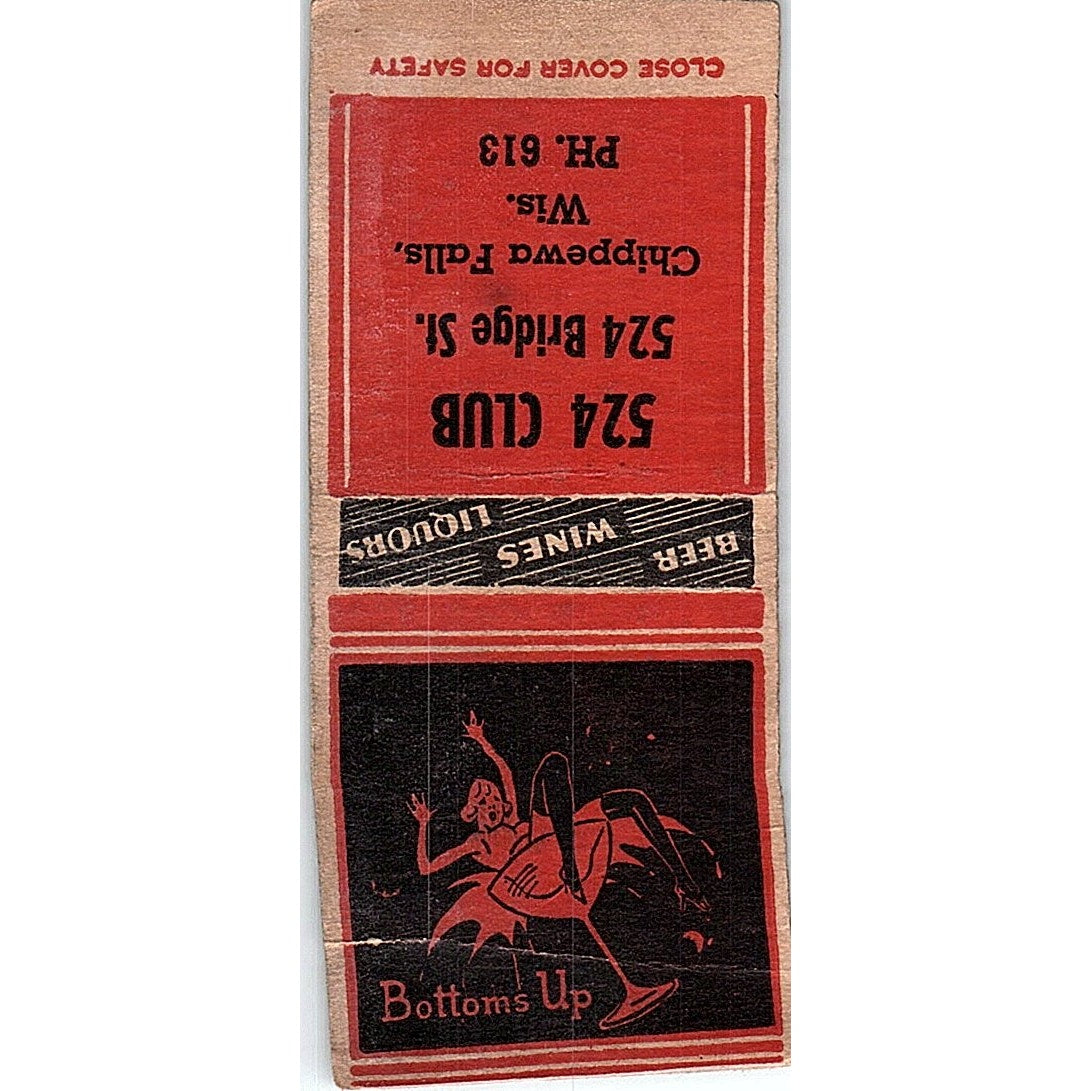 524 CLUB
524 Bridge St.
Chippewa Falls,
Wis.
PH. 613
CLOSE COVER FOR SAFETY
BEER WINES LIQUORS
Bottoms Up